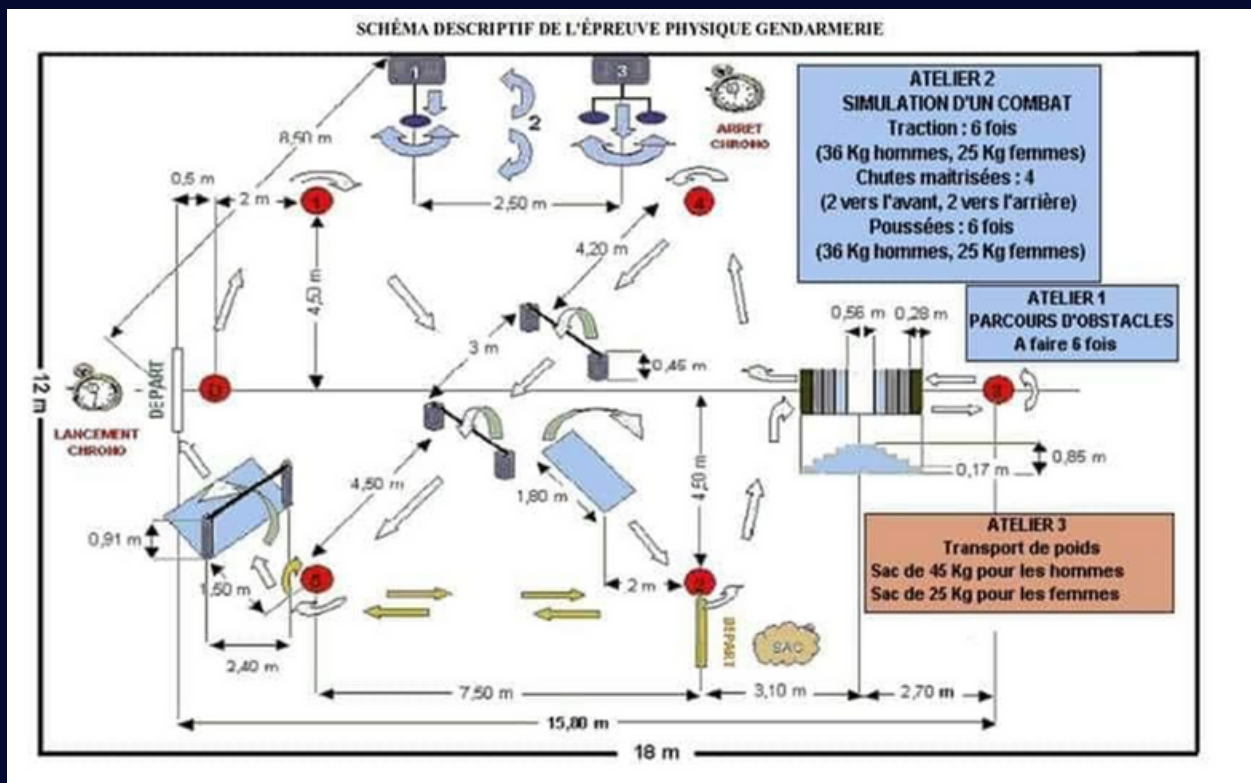 SCHÉMA DESCRIPTIF DE L'ÉPREUVE PHYSIQUE GENDARMERIE
1
3
2
ARRET
CHRONO
ATELIER 2
SIMULATION D'UN COMBAT
Traction : 6 fois
(36 Kg hommes, 25 Kg femmes)
Chutes maitrisées : 4
(2 vers l'avant, 2 vers l'arrière)
Poussées : 6 fois
(36 Kg hommes, 25 Kg femmes)
8,50 m
0,5 m
2 m
1
2,50 m
4
4,20 m
4,50 m
ATELIER 1
PARCOURS D'OBSTACLES
A faire 6 fois
0,56 m
0,28 m
3 m
0,45 m
12 m
DEPART
LANCEMENT
CHRONO
3
4,50 m
1,80 m
4,50 m
0,17 m
0,85 m
0,91 m
1,50 m
5
2 m
2
ATELIER 3
Transport de poids
Sac de 45 Kg pour les hommes
Sac de 25 Kg pour les femmes
DEPART
SAC
2,40 m
7,50 m
3,10 m
2,70 m
15,80 m
18 m